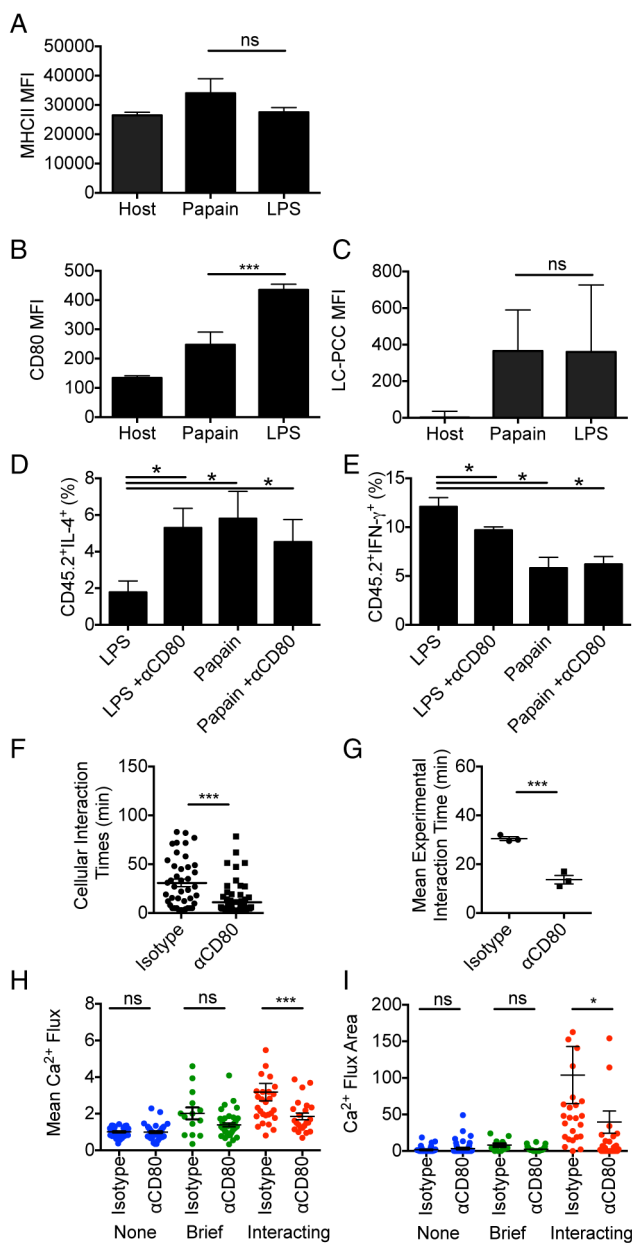 A
ns
MHCII MFI
50000
40000
30000
20000
10000
0
Host Papain LPS
B
***
CD80 MFI
500
400
300
200
100
0
Host Papain LPS
C
ns
LC-PCC MFI
800
600
400
200
0
Host Papain LPS
D
*
*
*
CD45.2⁺IL-4⁺ (%)
8
6
4
2
0
LPS
LPS +αCD80
Papain
Papain +αCD80
E
*
*
*
CD45.2⁺IFN-γ⁺ (%)
15
10
5
0
LPS
LPS +αCD80
Papain
Papain +αCD80
F
***
Cellular Interaction
Times (min)
150
100
50
0
Isotype
αCD80
G
***
Mean Experimental
Interaction Time (min)
60
40
20
0
Isotype
αCD80
H
ns ns ***
Mean Ca²⁺ Flux
8
6
4
2
0
Isotype
αCD80
Isotype
αCD80
Isotype
αCD80
None Brief Interacting
I
ns ns *
Ca²⁺ Flux Area
200
150
100
50
0
Isotype
αCD80
Isotype
αCD80
Isotype
αCD80
None Brief Interacting